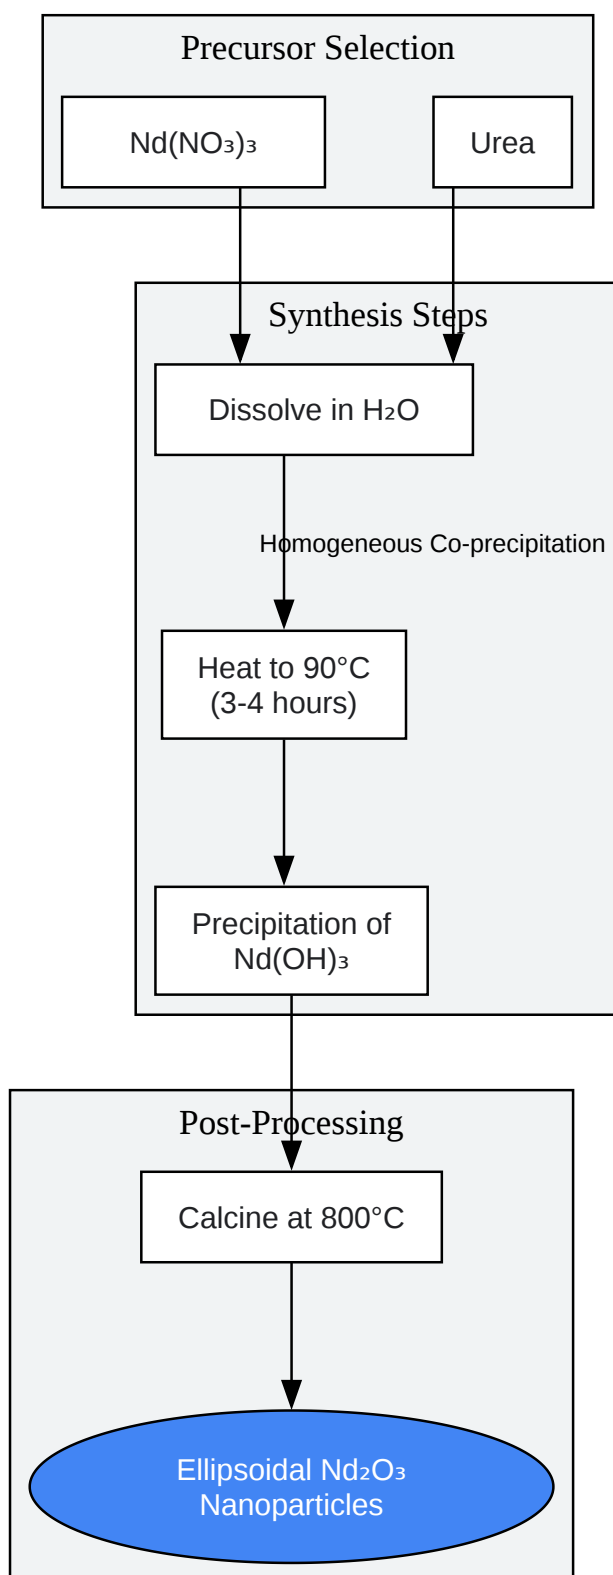 Precursor Selection
Nd(NO₃)₃
Urea
Synthesis Steps
Dissolve in H₂O
Homogeneous Co-precipitation
Heat to 90°C
(3-4 hours)
Precipitation of
Nd(OH)₃
Post-Processing
Calcine at 800°C
Ellipsoidal Nd₂O₃
Nanoparticles